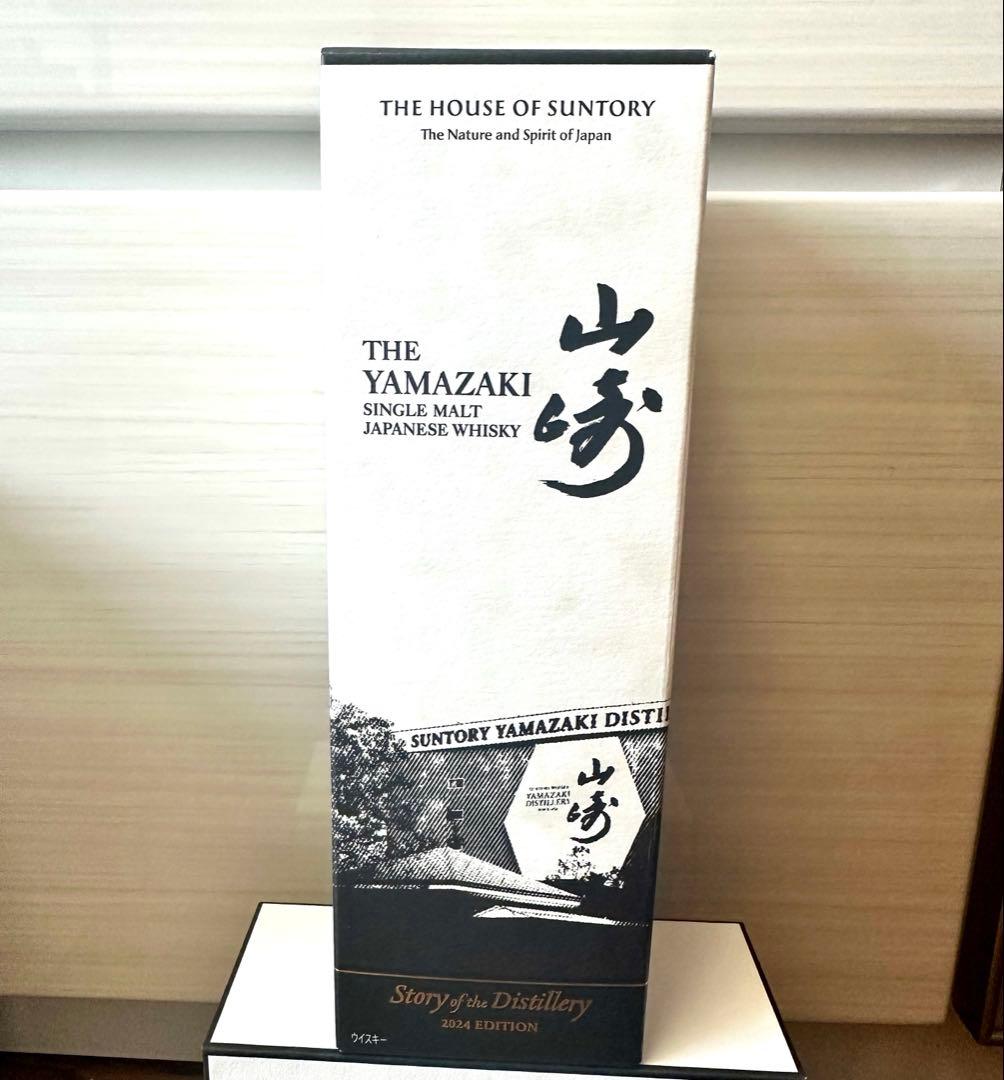 THE HOUSE OF SUNTORY
The Nature and Spirit of Japan
山崎
THE
YAMAZAKI
SINGLE MALT
JAPANESE WHISKY
SUNTORY YAMAZAKI DISTI
YAMAZAKI
DISTILLERY
山崎
Story of the Distillery
2024 EDITION
ウイスキー